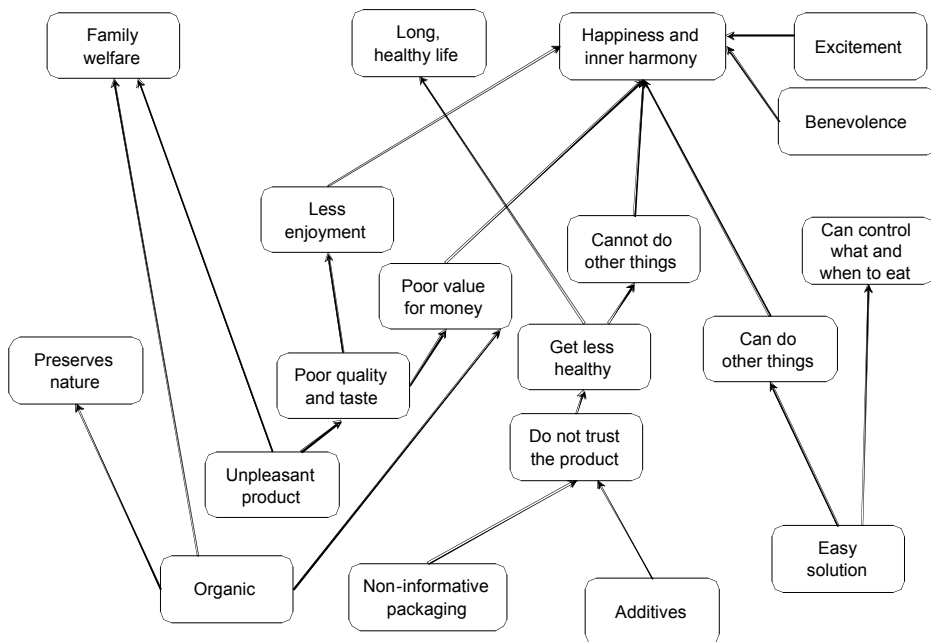 Family
welfare
Long,
healthy life
Happiness and
inner harmony
Excitement
Benevolence
Less
enjoyment
Cannot do
other things
Can control
what and
when to eat
Poor value
for money
Preserves
nature
Poor quality
and taste
Get less
healthy
Can do
other things
Unpleasant
product
Do not trust
the product
Organic
Non-informative
packaging
Additives
Easy
solution